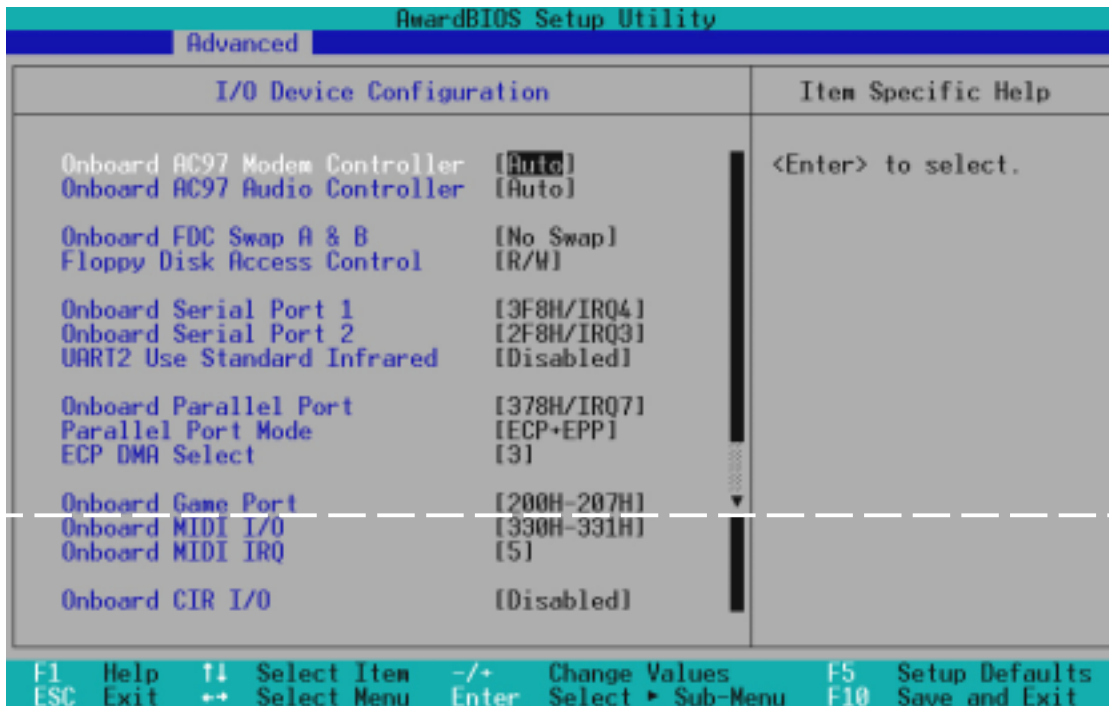 AwardBIOS Setup Utility
Advanced
I/O Device Configuration
Item Specific Help
Onboard AC97 Modem Controller [Auto]
<Enter> to select.
Onboard AC97 Audio Controller [Auto]
Onboard FDC Swap A & B [No Swap]
Floppy Disk Access Control [R/W]
Onboard Serial Port 1 [3F8H/IRQ4]
Onboard Serial Port 2 [2F8H/IRQ3]
UART2 Use Standard Infrared [Disabled]
Onboard Parallel Port [378H/IRQ7]
Parallel Port Mode [ECP+EPP]
ECP DMA Select [3]
Onboard Game Port [200H-207H]
Onboard MIDI I/O [330H-331H]
Onboard MIDI IRQ [5]
Onboard CIR I/O [Disabled]
F1 Help ↑↓ Select Item -/+ Change Values F5 Setup Defaults
ESC Exit ←→ Select Menu Enter Select ► Sub-Menu F10 Save and Exit